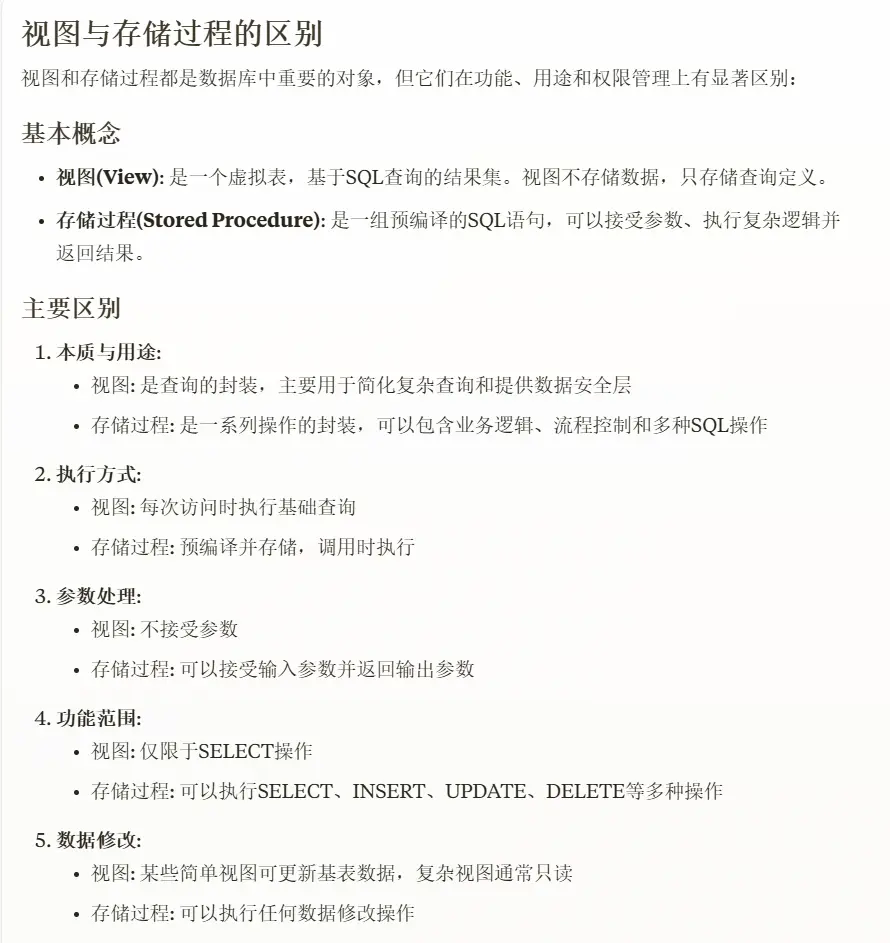 视图与存储过程的区别
视图和存储过程都是数据库中重要的对象，但它们在功能、用途和权限管理上有显著区别:
基本概念
• 视图(View): 是一个虚拟表，基于SQL查询的结果集。视图不存储数据，只存储查询定义。
• 存储过程(Stored Procedure): 是一组预编译的SQL语句，可以接受参数、执行复杂逻辑并
返回结果。
主要区别
1. 本质与用途:
• 视图: 是查询的封装，主要用于简化复杂查询和提供数据安全层
• 存储过程: 是一系列操作的封装，可以包含业务逻辑、流程控制和多种SQL操作
2. 执行方式:
• 视图: 每次访问时执行基础查询
• 存储过程: 预编译并存储，调用时执行
3. 参数处理:
• 视图: 不接受参数
• 存储过程: 可以接受输入参数并返回输出参数
4. 功能范围:
• 视图: 仅限于SELECT操作
• 存储过程: 可以执行SELECT、INSERT、UPDATE、DELETE等多种操作
5. 数据修改:
• 视图: 某些简单视图可更新基表数据，复杂视图通常只读
• 存储过程: 可以执行任何数据修改操作